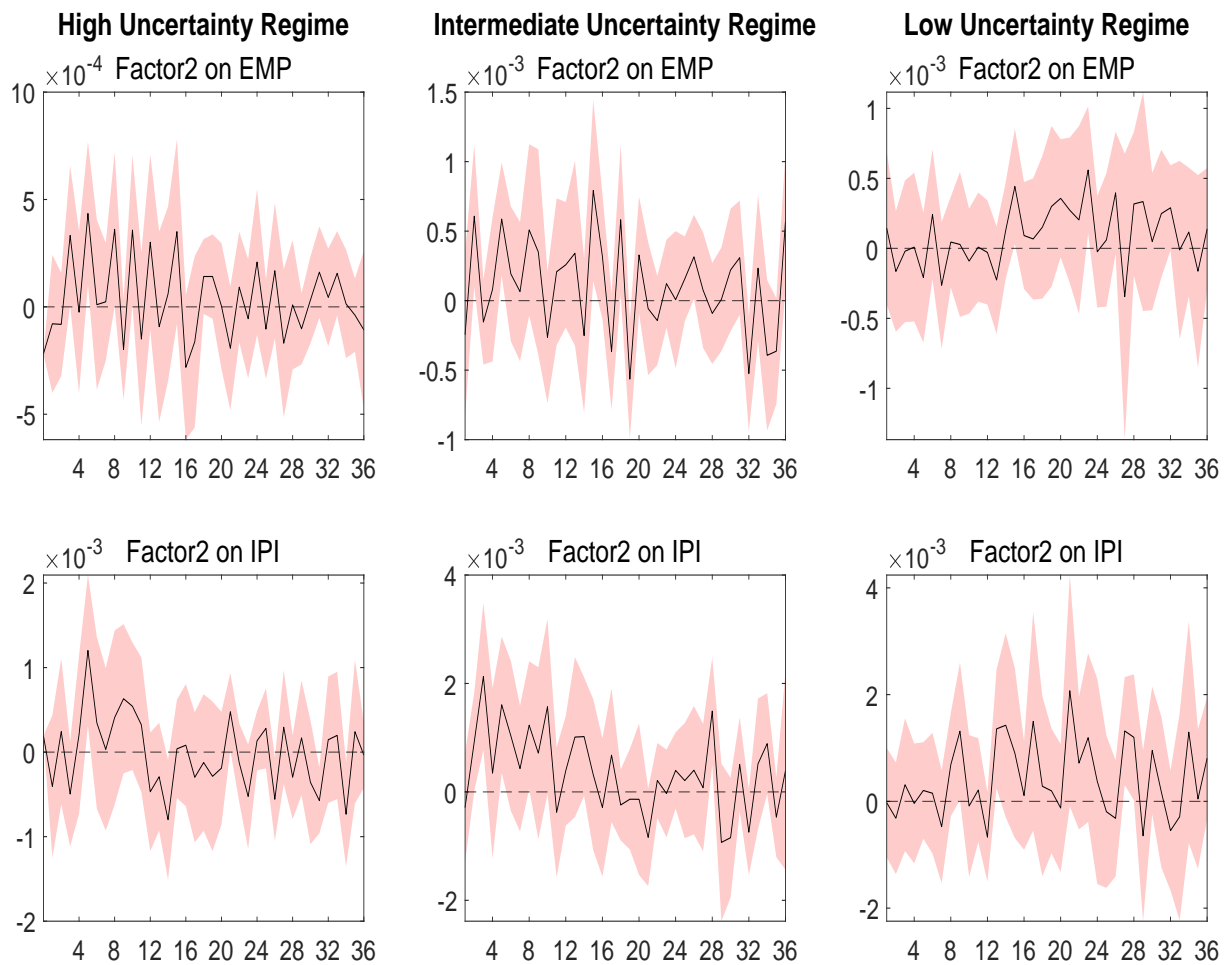 High Uncertainty Regime
Intermediate Uncertainty Regime
Low Uncertainty Regime
×10-4 Factor2 on EMP
10
5
0
-5
4 8 12 16 20 24 28 32 36
×10-3 Factor2 on EMP
1.5
1
0.5
0
-0.5
-1
4 8 12 16 20 24 28 32 36
×10-3 Factor2 on EMP
1
0.5
0
-0.5
-1
4 8 12 16 20 24 28 32 36
×10-3 Factor2 on IPI
2
1
0
-1
-2
4 8 12 16 20 24 28 32 36
×10-3 Factor2 on IPI
4
2
0
-2
4 8 12 16 20 24 28 32 36
×10-3 Factor2 on IPI
4
2
0
-2
4 8 12 16 20 24 28 32 36